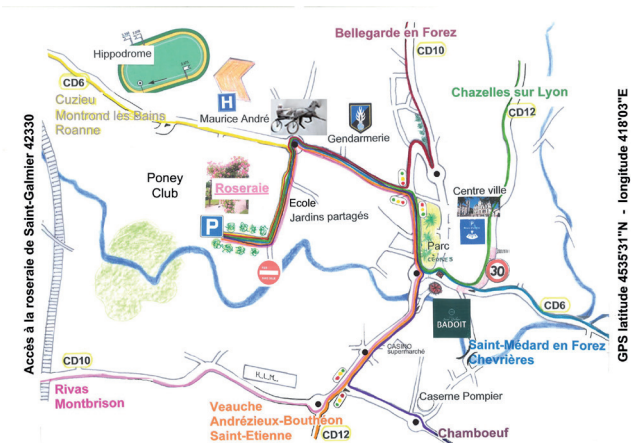 Accès à la roseraie de Saint-Galmier 42330
GPS latitude 4535'31"N - longitude 418'03"E
Hippodrome
CD6
Cuzieu
Montrond les Bains
Roanne
H
Maurice André
Gendarmerie
Bellegarde en Forez
CD10
Chazelles sur Lyon
CD12
Poney
Club
Roseraie
P
Ecole
Jardins partagés
Centre ville
Parc
30
CD6
BADOIT
Saint-Médard en Forez
Chevrières
CASINO
supermarché
CD10
Rivas
Montbrison
H.L.M.
Veauche
Andrézieux-Bouthéon
Saint-Etienne
CD12
Caserne Pompier
Chamboeuf